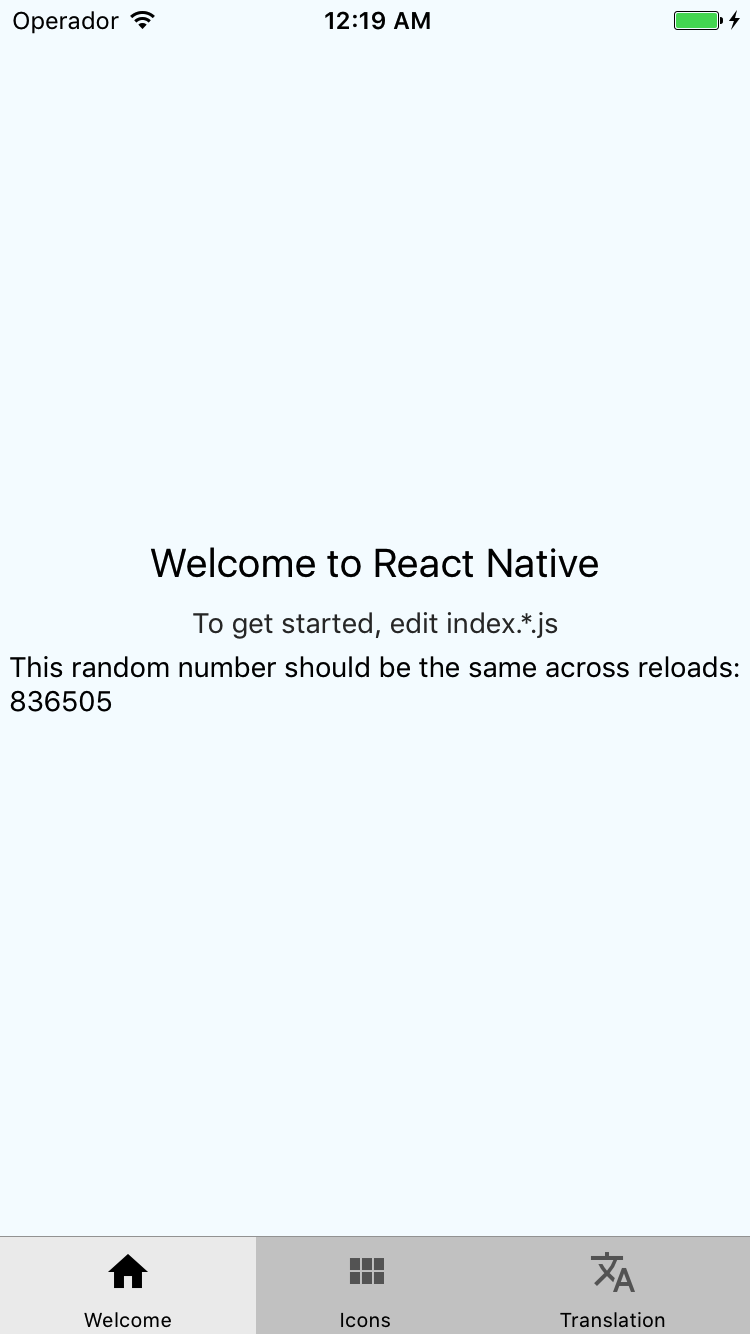 Operador 12:19 AM
Welcome to React Native
To get started, edit index.*.js
This random number should be the same across reloads:
836505
Welcome Icons Translation